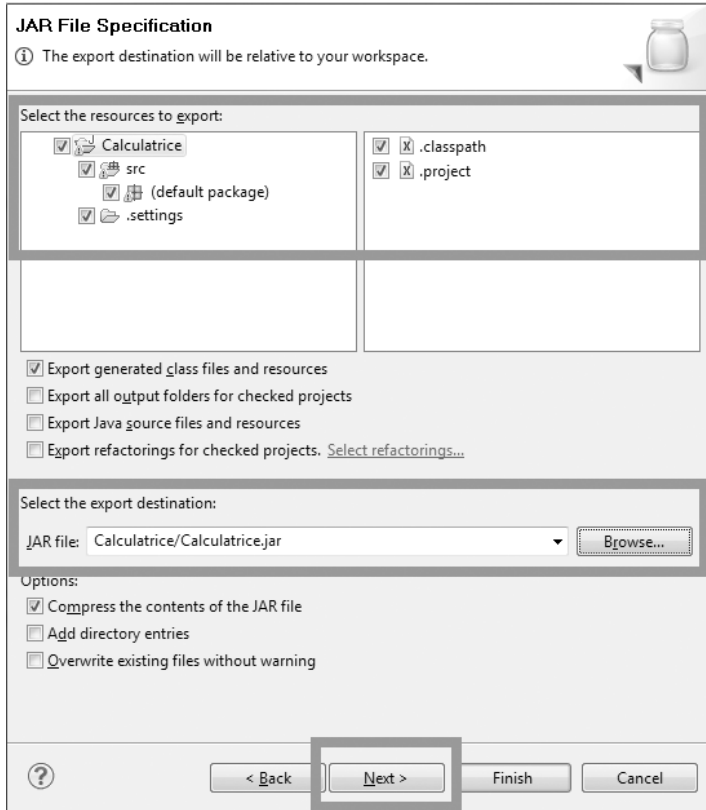 JAR File Specification
The export destination will be relative to your workspace.
Select the resources to export:
Calculatrice
src
(default package)
.settings
.classpath
.project
Export generated class files and resources
Export all output folders for checked projects
Export Java source files and resources
Export refactorings for checked projects. Select refactorings...
Select the export destination:
JAR file: Calculatrice/Calculatrice.jar Browse...
Options:
Compress the contents of the JAR file
Add directory entries
Overwrite existing files without warning
? < Back Next > Finish Cancel